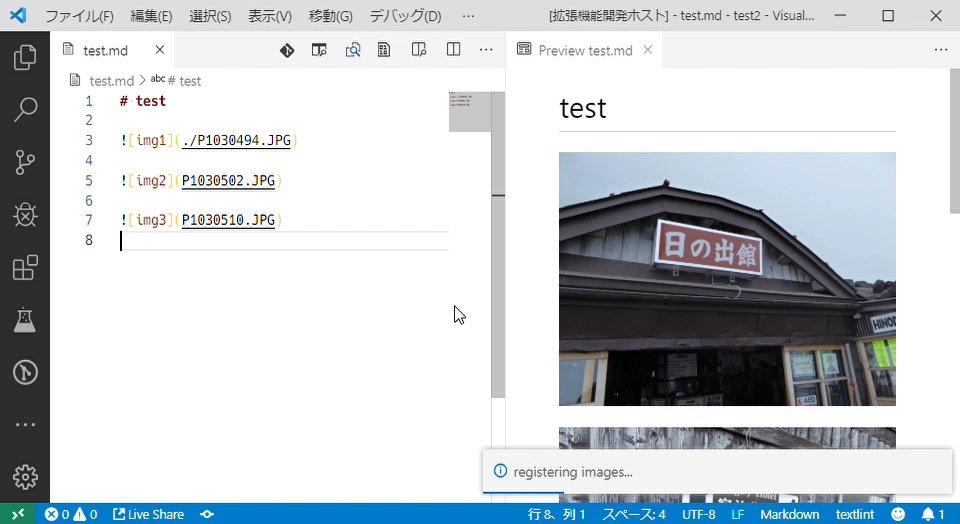 ファイル(F) 編集(E) 選択(S) 表示(V) 移動(G) デバッグ(D) ··· [拡張機能開発ホスト] - test.md - test2 - Visual...
test.md
Preview test.md
test.md > abc # test
1 # test
2
3 ![img1](./P1030494.JPG)
4
5 ![img2](P1030502.JPG)
6
7 ![img3](P1030510.JPG)
8
test
日の出館
HINOD
AED
Hotel
registering images...
0 0 Live Share 行 8、列 1 スペース: 4 UTF-8 LF Markdown textlint 1